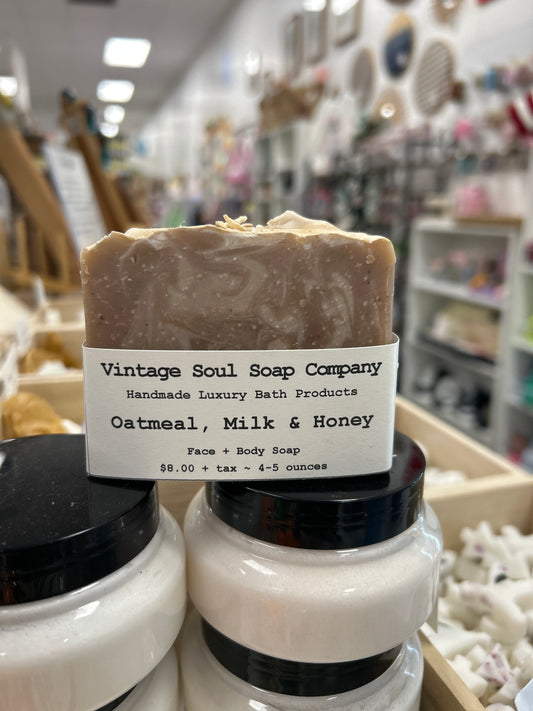 Vintage Soul Soap Company
Handmade Luxury Bath Products
Oatmeal, Milk & Honey
Face + Body Soap
$8.00 + tax ~ 4-5 ounces